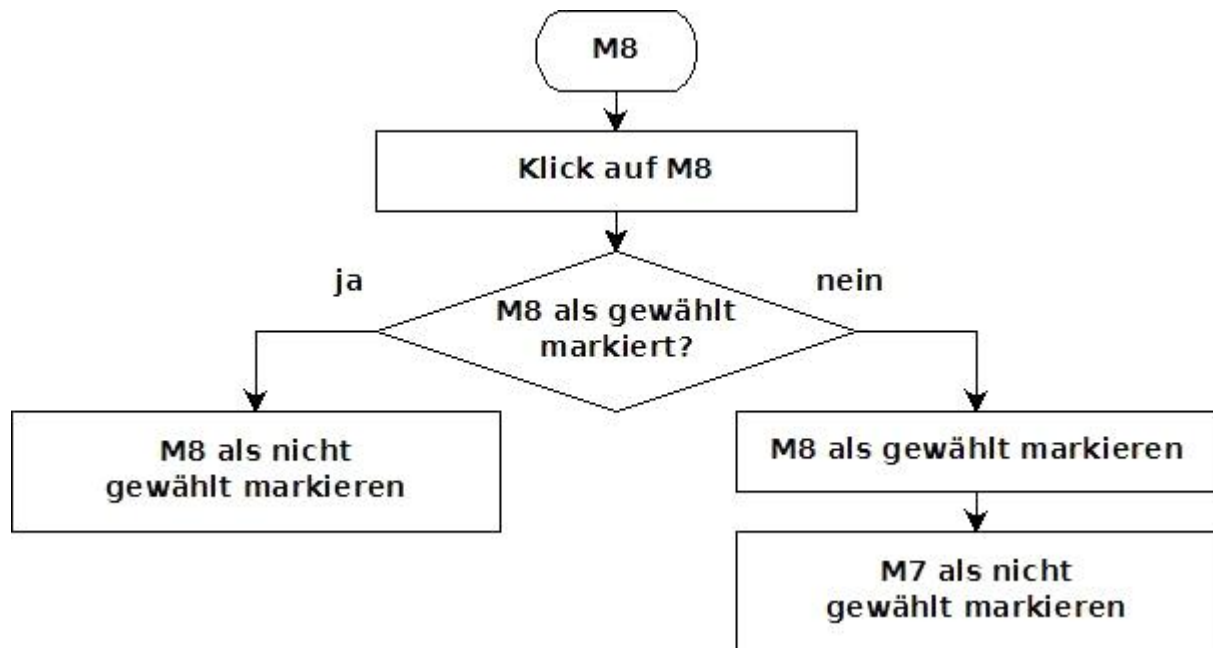 M8
Klick auf M8
ja
nein
M8 als gewählt
markiert?
M8 als nicht
gewählt markieren
M8 als gewählt markieren
M7 als nicht
gewählt markieren